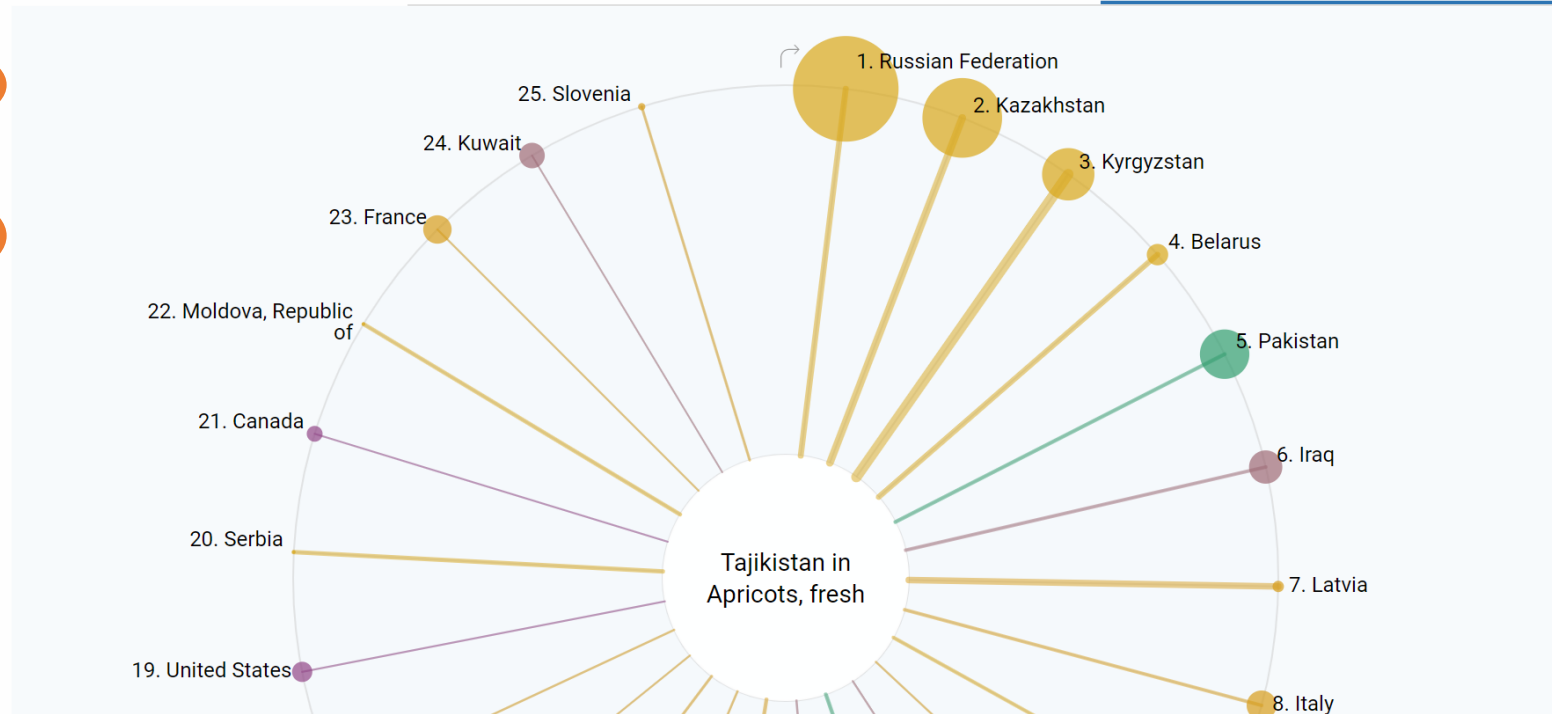 1. Russian Federation
2. Kazakhstan
3. Kyrgyzstan
4. Belarus
5. Pakistan
6. Iraq
7. Latvia
8. Italy
19. United States
20. Serbia
21. Canada
22. Moldova, Republic
of
23. France
24. Kuwait
25. Slovenia
Tajikistan in
Apricots, fresh